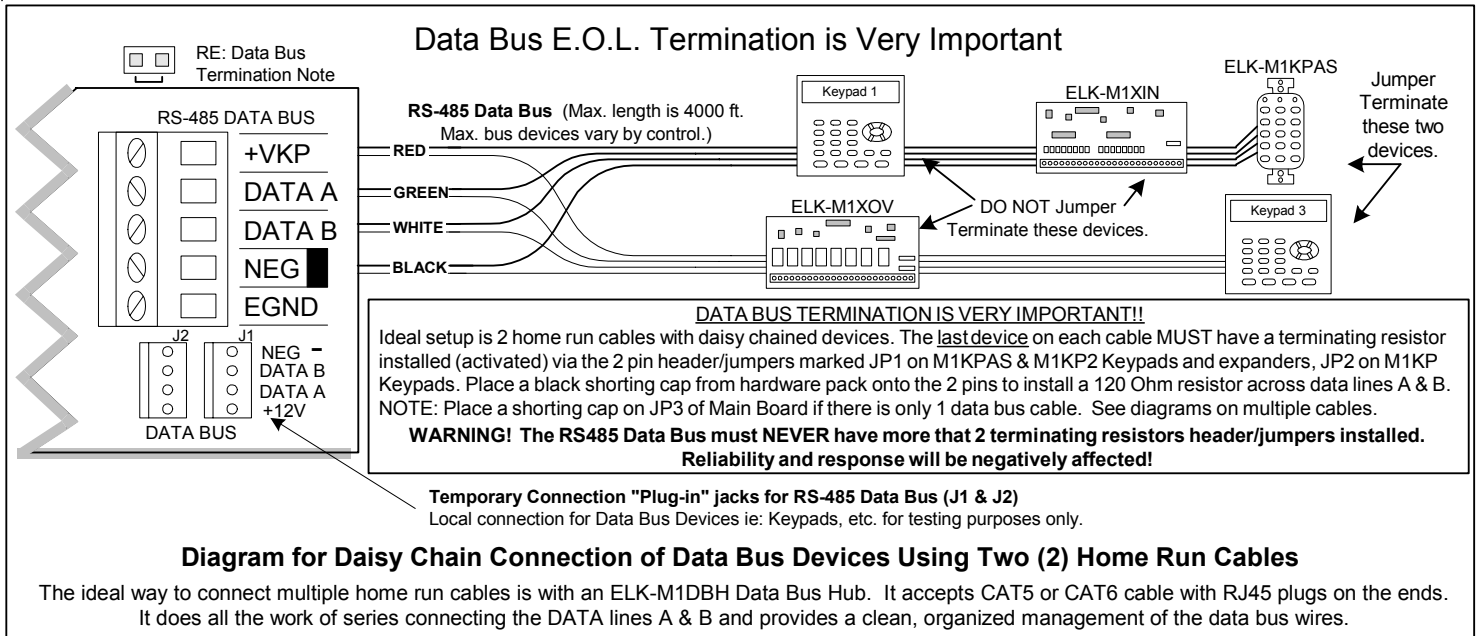 Data Bus E.O.L. Termination is Very Important
RE: Data Bus
Termination Note
RS-485 DATA BUS
+VKP
DATA A
DATA B
NEG
EGND
J2
J1
NEG -
DATA B
DATA A
+12V
DATA BUS
RS-485 Data Bus (Max. length is 4000 ft.
Max. bus devices vary by control.)
RED
GREEN
WHITE
BLACK
Keypad 1
ELK-M1XIN
ELK-M1KPAS
Jumper
Terminate
these two
devices.
ELK-M1XOV
DO NOT Jumper
Terminate these devices.
Keypad 3
DATA BUS TERMINATION IS VERY IMPORTANT!!
Ideal setup is 2 home run cables with daisy chained devices. The last device on each cable MUST have a terminating resistor
installed (activated) via the 2 pin header/jumpers marked JP1 on M1KPAS & M1KP2 Keypads and expanders, JP2 on M1KP
Keypads. Place a black shorting cap from hardware pack onto the 2 pins to install a 120 Ohm resistor across data lines A & B.
NOTE: Place a shorting cap on JP3 of Main Board if there is only 1 data bus cable. See diagrams on multiple cables.
WARNING! The RS485 Data Bus must NEVER have more that 2 terminating resistors header/jumpers installed.
Reliability and response will be negatively affected!
Temporary Connection "Plug-in" jacks for RS-485 Data Bus (J1 & J2)
Local connection for Data Bus Devices ie: Keypads, etc. for testing purposes only.
Diagram for Daisy Chain Connection of Data Bus Devices Using Two (2) Home Run Cables
The ideal way to connect multiple home run cables is with an ELK-M1DBH Data Bus Hub. It accepts CAT5 or CAT6 cable with RJ45 plugs on the ends.
It does all the work of series connecting the DATA lines A & B and provides a clean, organized management of the data bus wires.